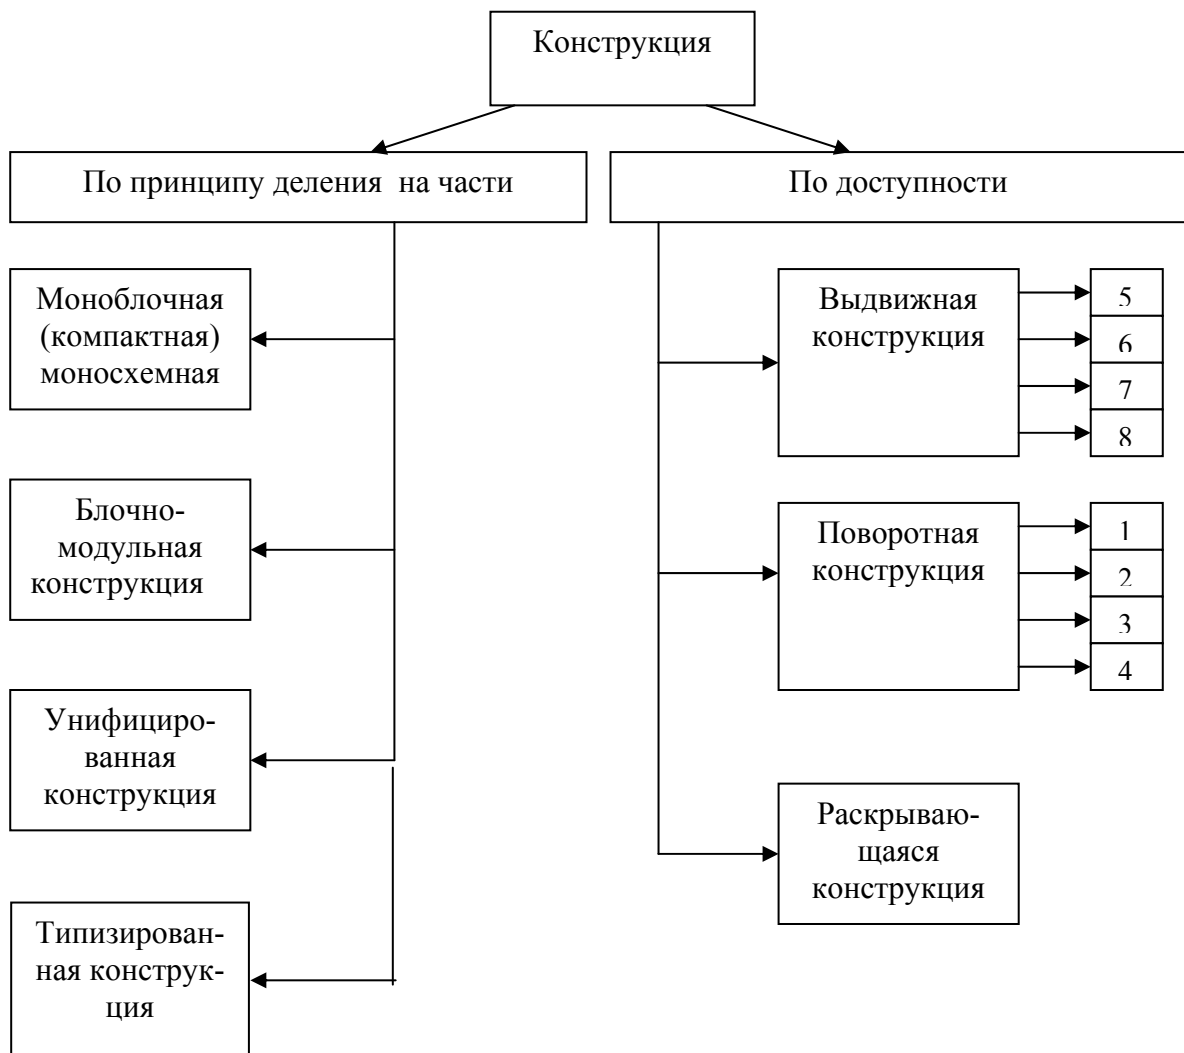 Конструкция
По принципу деления на части
По доступности
Моноблочная
(компактная)
моносхемная
Блочно-
модульная
конструкция
Унифициро-
ванная
конструкция
Типизирован-
ная конструк-
ция
Выдвижная
конструкция
5
6
7
8
Поворотная
конструкция
1
2
3
4
Раскрываю-
щаяся
конструкция